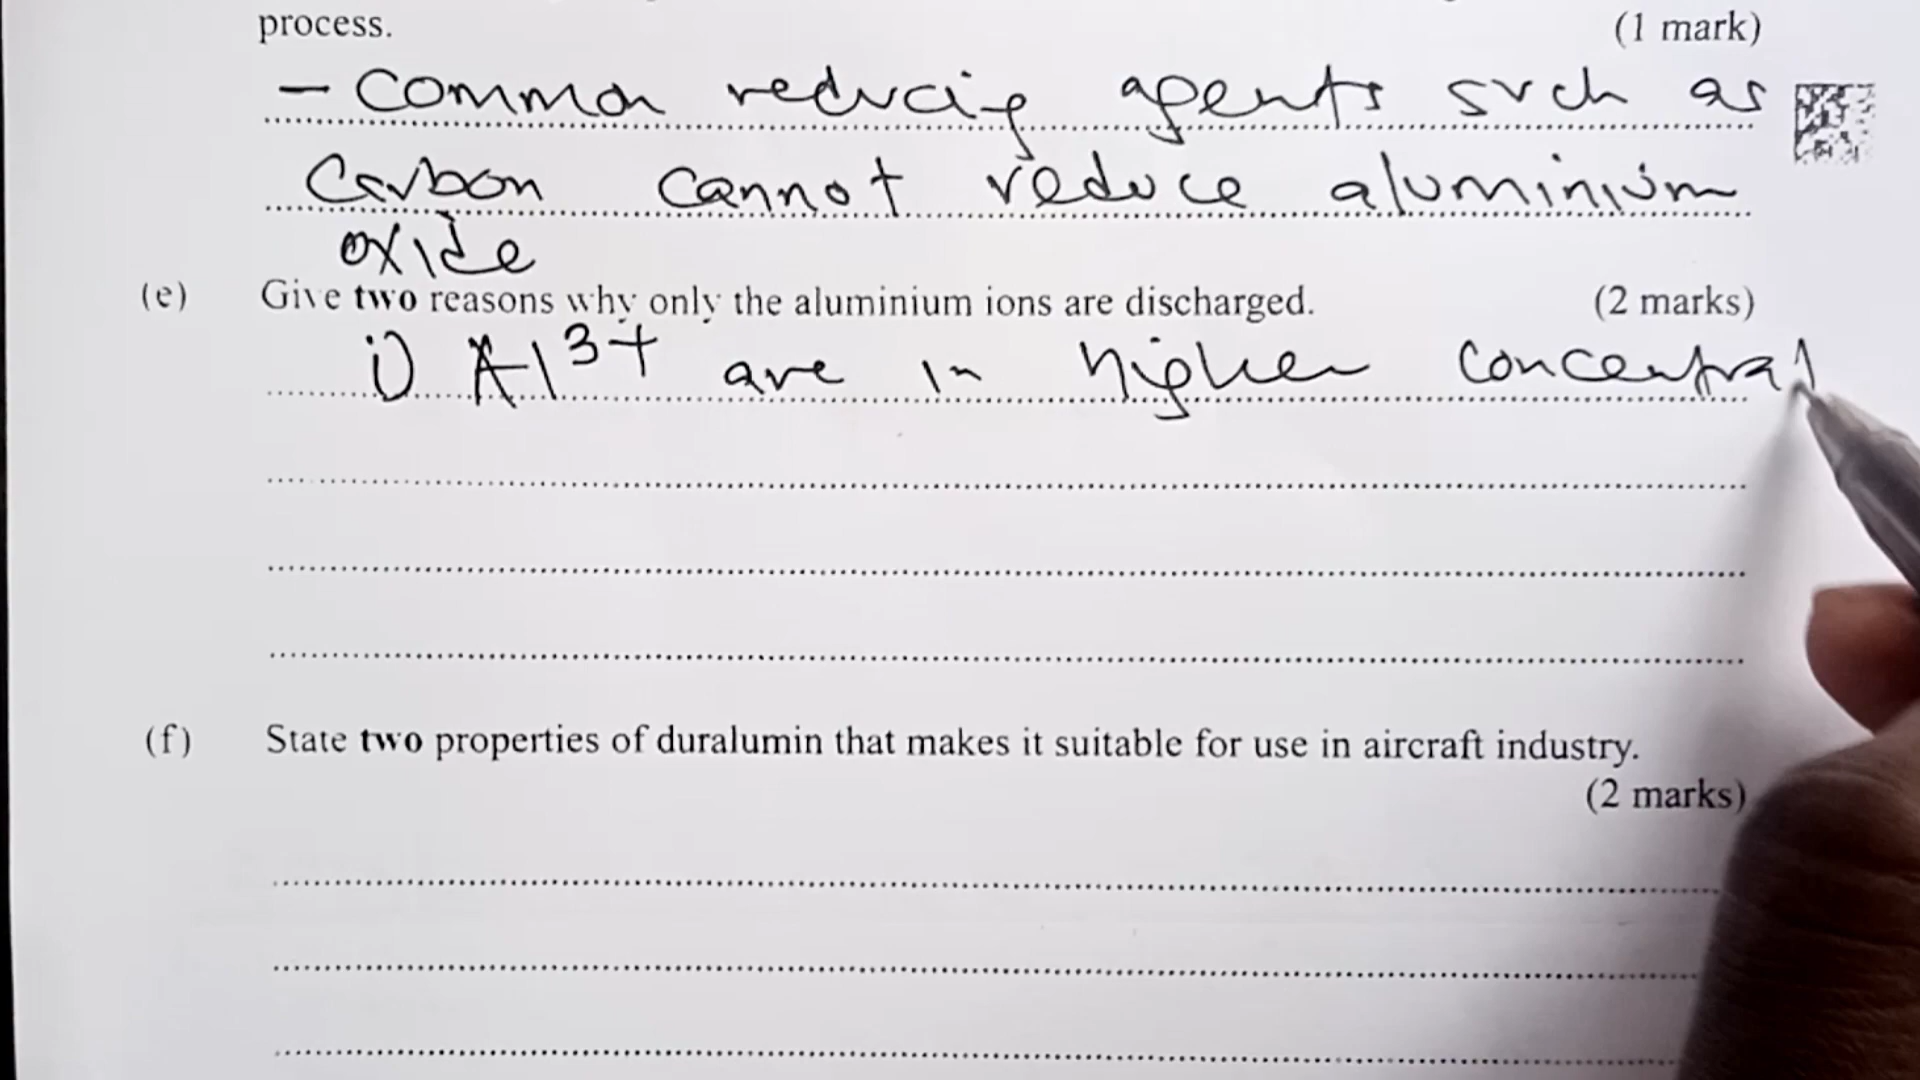 process. (1 mark)
- Common reducing agents such as
Carbon cannot reduce aluminium
oxide
(e) Give two reasons why only the aluminium ions are discharged. (2 marks)
i) Al3+ are in higher concentrat
(f) State two properties of duralumin that makes it suitable for use in aircraft industry.
(2 marks)